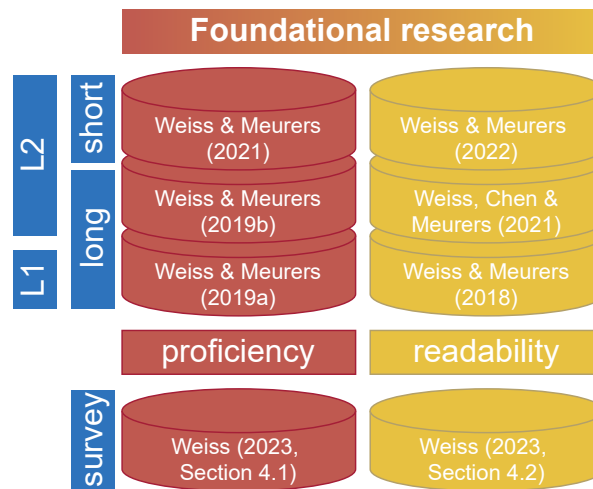 Foundational research
L2
short
Weiss & Meurers
(2021)
Weiss & Meurers
(2022)
long
Weiss & Meurers
(2019b)
Weiss, Chen &
Meurers (2021)
L1
Weiss & Meurers
(2019a)
Weiss & Meurers
(2018)
proficiency
readability
survey
Weiss (2023,
Section 4.1)
Weiss (2023,
Section 4.2)